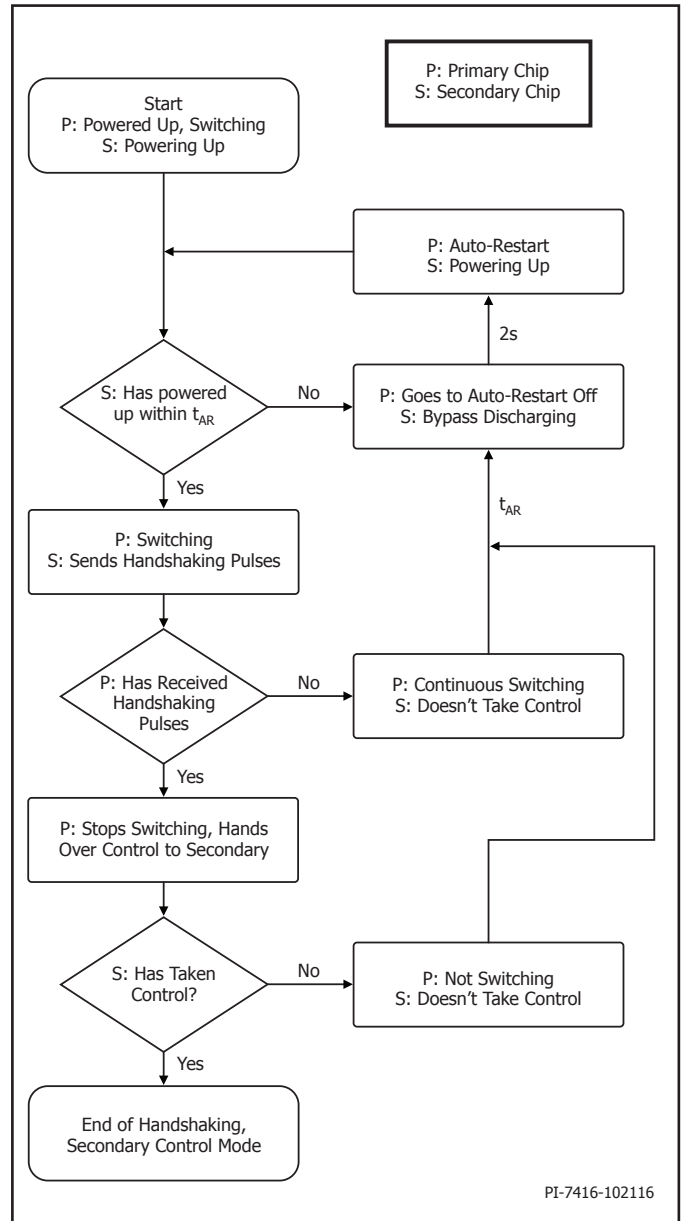 P: Primary Chip
S: Secondary Chip
Start
P: Powered Up, Switching
S: Powering Up
P: Auto-Restart
S: Powering Up
2s
S: Has powered
up within tAR
No
P: Goes to Auto-Restart Off
S: Bypass Discharging
Yes
tAR
P: Switching
S: Sends Handshaking Pulses
P: Has Received
Handshaking
Pulses
No
P: Continuous Switching
S: Doesn’t Take Control
Yes
P: Stops Switching, Hands
Over Control to Secondary
S: Has Taken
Control?
No
P: Not Switching
S: Doesn’t Take Control
Yes
End of Handshaking,
Secondary Control Mode
PI-7416-102116